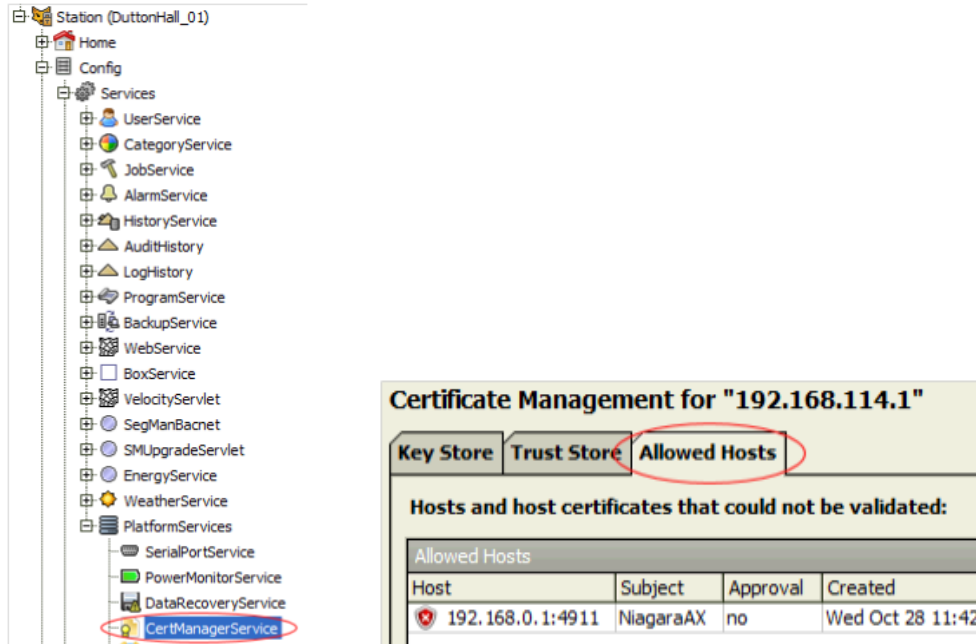 Station (DuttonHall_01)
Home
Config
Services
UserService
CategoryService
JobService
AlarmService
HistoryService
AuditHistory
LogHistory
ProgramService
BackupService
WebService
BoxService
VelocityServlet
SegManBacnet
SMUpgradeServlet
EnergyService
WeatherService
PlatformServices
SerialPortService
PowerMonitorService
DataRecoveryService
CertManagerService
Certificate Management for "192.168.114.1"
Key Store Trust Store Allowed Hosts
Hosts and host certificates that could not be validated:
Allowed Hosts
Host Subject Approval Created
192.168.0.1:4911 NiagaraAX no Wed Oct 28 11:42